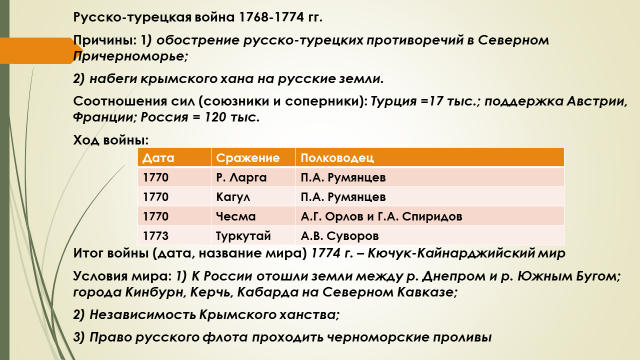 Русско-турецкая война 1768-1774 гг.
Причины: 1) обострение русско-турецких противоречий в Северном
Причерноморье;
2) набеги крымского хана на русские земли.
Соотношения сил (союзники и соперники): Турция =17 тыс.; поддержка Австрии,
Франции; Россия = 120 тыс.
Ход войны:
Дата Сражение Полководец
1770 Р. Ларга П.А. Румянцев
1770 Кагул П.А. Румянцев
1770 Чесма А.Г. Орлов и Г.А. Спиридов
1773 Туркутай А.В. Суворов
Итог войны (дата, название мира) 1774 г. – Кючук-Кайнарджийский мир
Условия мира: 1) К России отошли земли между р. Днепром и р. Южным Бугом;
города Кинбурн, Керчь, Кабарда на Северном Кавказе;
2) Независимость Крымского ханства;
3) Право русского флота проходить черноморские проливы